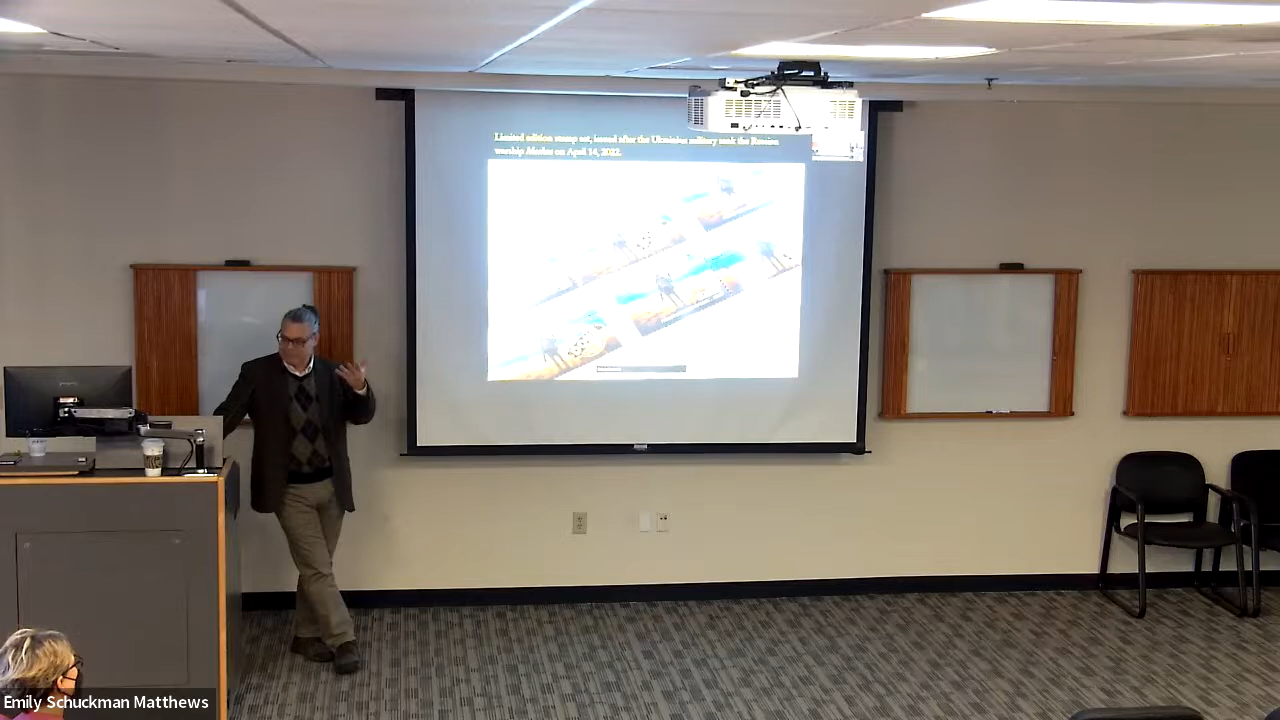 Limited edition stamp set, issued after the Ukrainian military sunk the Russian
warship Moskva on April 14, 2022.
Emily Schuckman Matthews